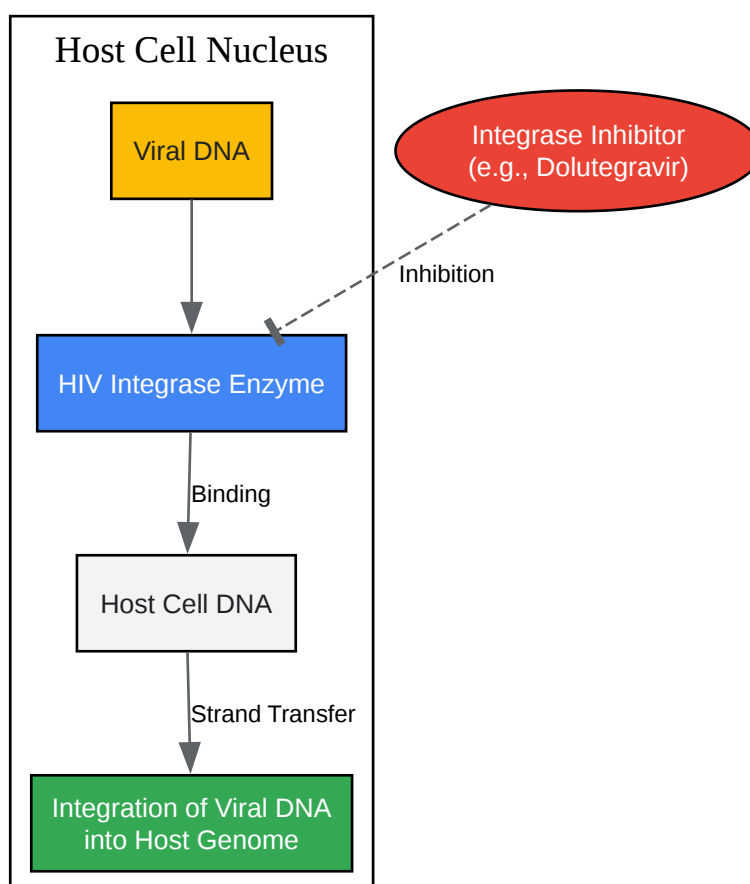 Host Cell Nucleus
Viral DNA
Integrase Inhibitor
(e.g., Dolutegravir)
Inhibition
HIV Integrase Enzyme
Binding
Host Cell DNA
Strand Transfer
Integration of Viral DNA
into Host Genome